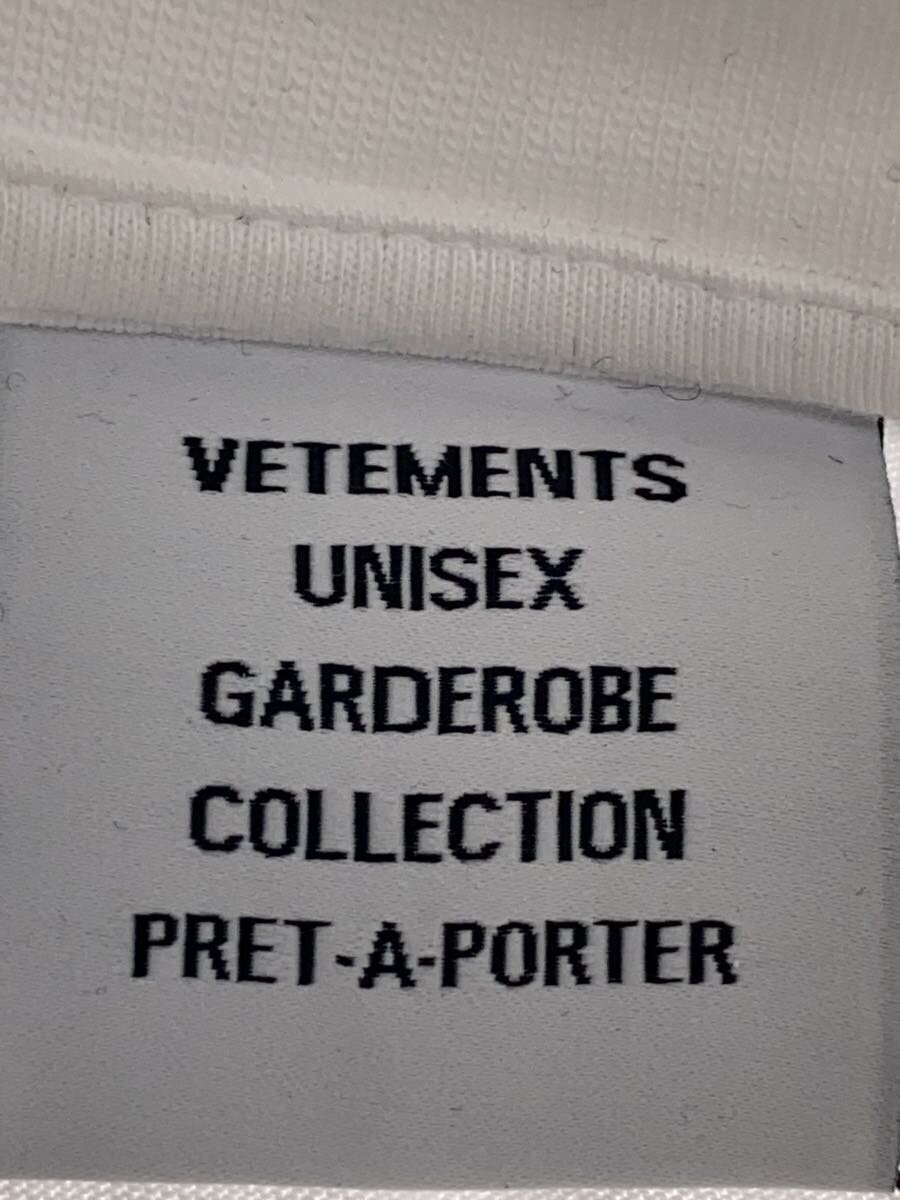 VETEMENTS
UNISEX
GARDEROBE
COLLECTION
PRET-A-PORTER